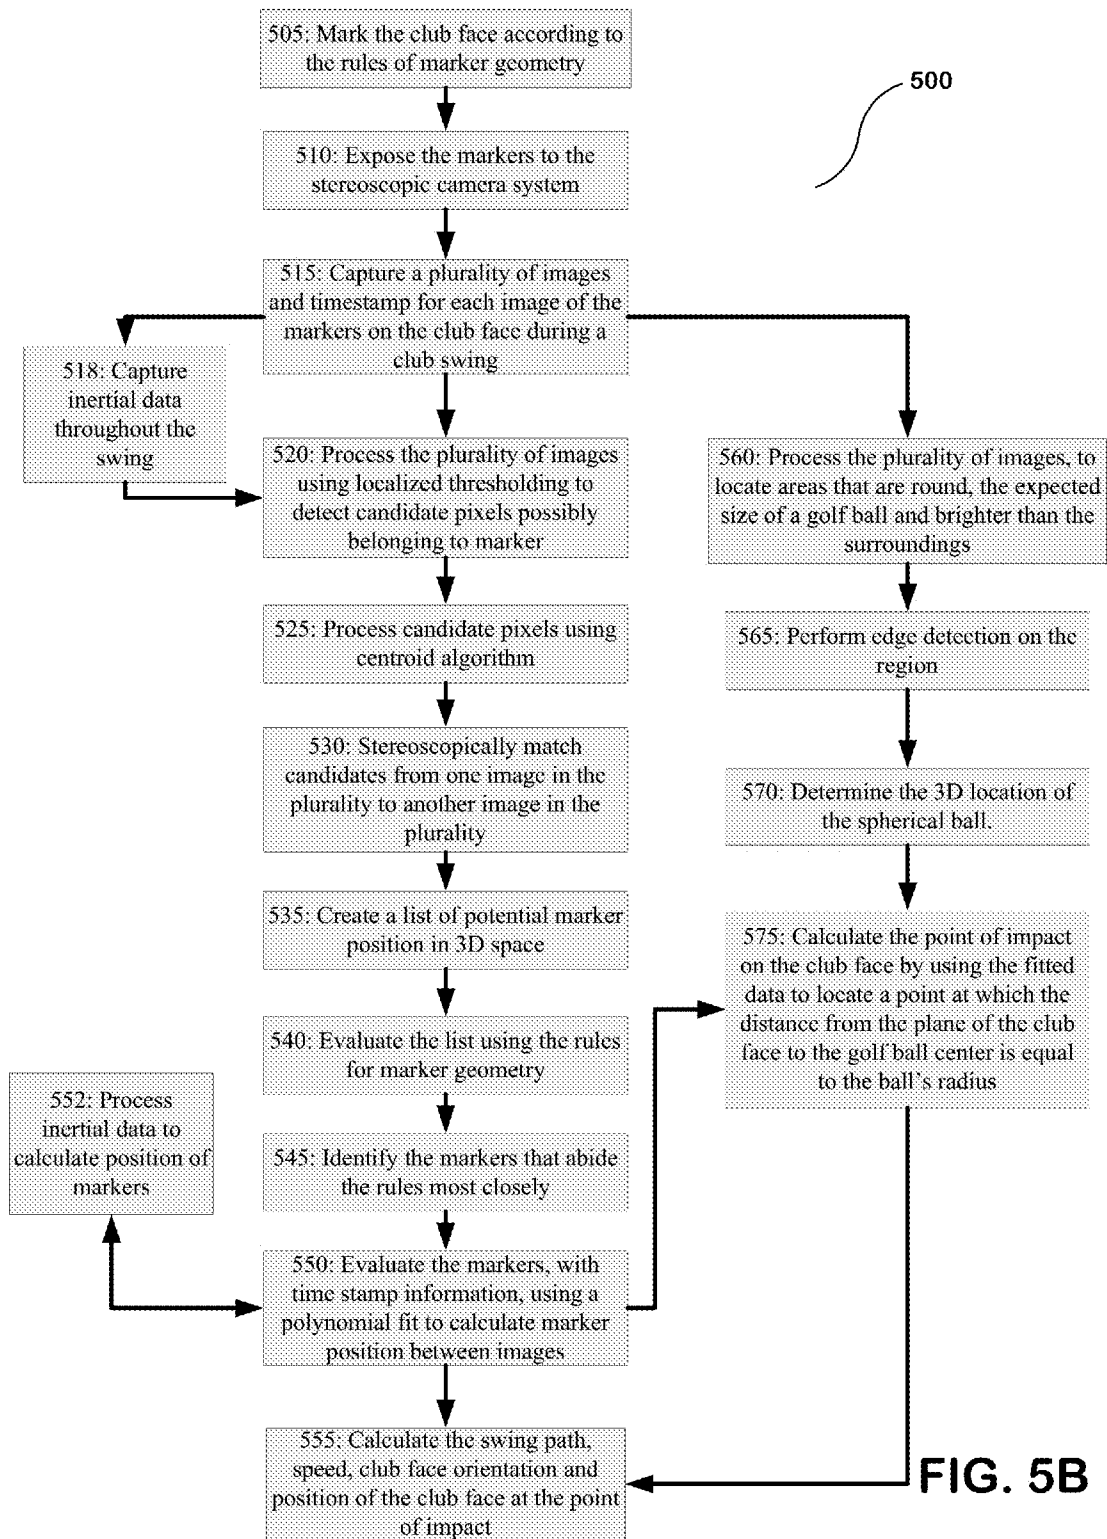 505: Mark the club face according to
the rules of marker geometry
500
510: Expose the markers to the
stereoscopic camera system
515: Capture a plurality of images
and timestamp for each image of the
markers on the club face during a
club swing
518: Capture
inertial data
throughout the
swing
520: Process the plurality of images
using localized thresholding to
detect candidate pixels possibly
belonging to marker
560: Process the plurality of images, to
locate areas that are round, the expected
size of a golf ball and brighter than the
surroundings
525: Process candidate pixels using
centroid algorithm
565: Perform edge detection on the
region
530: Stereoscopically match
candidates from one image in the
plurality to another image in the
plurality
570: Determine the 3D location of
the spherical ball.
535: Create a list of potential marker
position in 3D space
575: Calculate the point of impact
on the club face by using the fitted
data to locate a point at which the
distance from the plane of the club
face to the golf ball center is equal
to the ball's radius
540: Evaluate the list using the rules
for marker geometry
552: Process
inertial data to
calculate position of
markers
545: Identify the markers that abide
the rules most closely
550: Evaluate the markers, with
time stamp information, using a
polynomial fit to calculate marker
position between images
555: Calculate the swing path,
speed, club face orientation and
position of the club face at the point
of impact
FIG. 5B